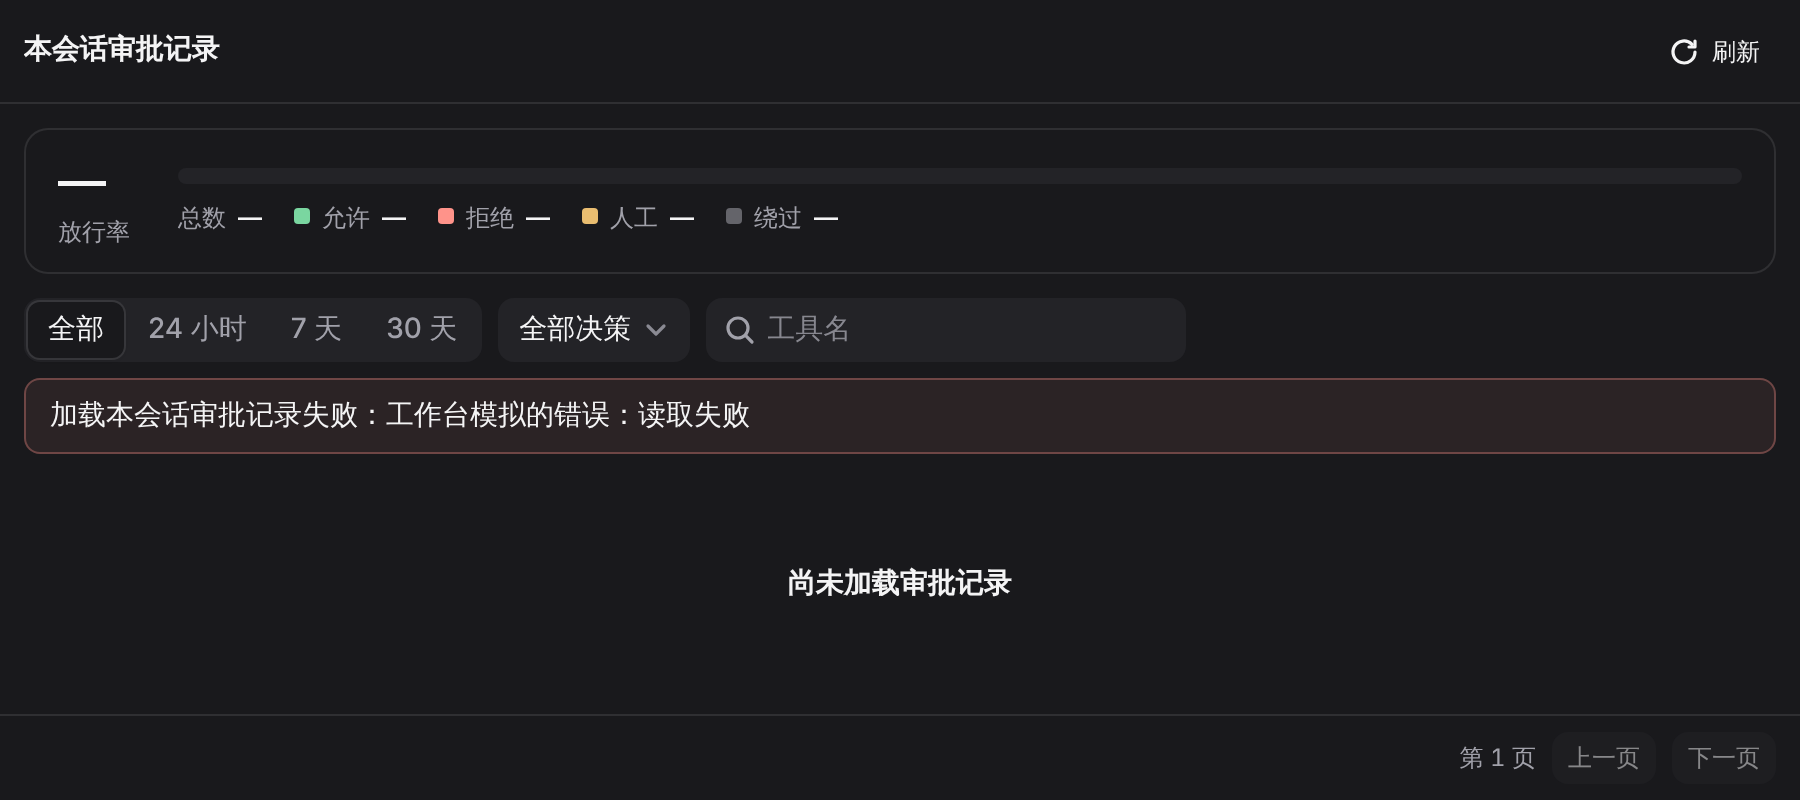 本会话审批记录
刷新
—
放行率
总数 — 允许 — 拒绝 — 人工 — 绕过 —
全部 24 小时 7 天 30 天 全部决策 工具名
加载本会话审批记录失败：工作台模拟的错误：读取失败
尚未加载审批记录
第 1 页 上一页 下一页